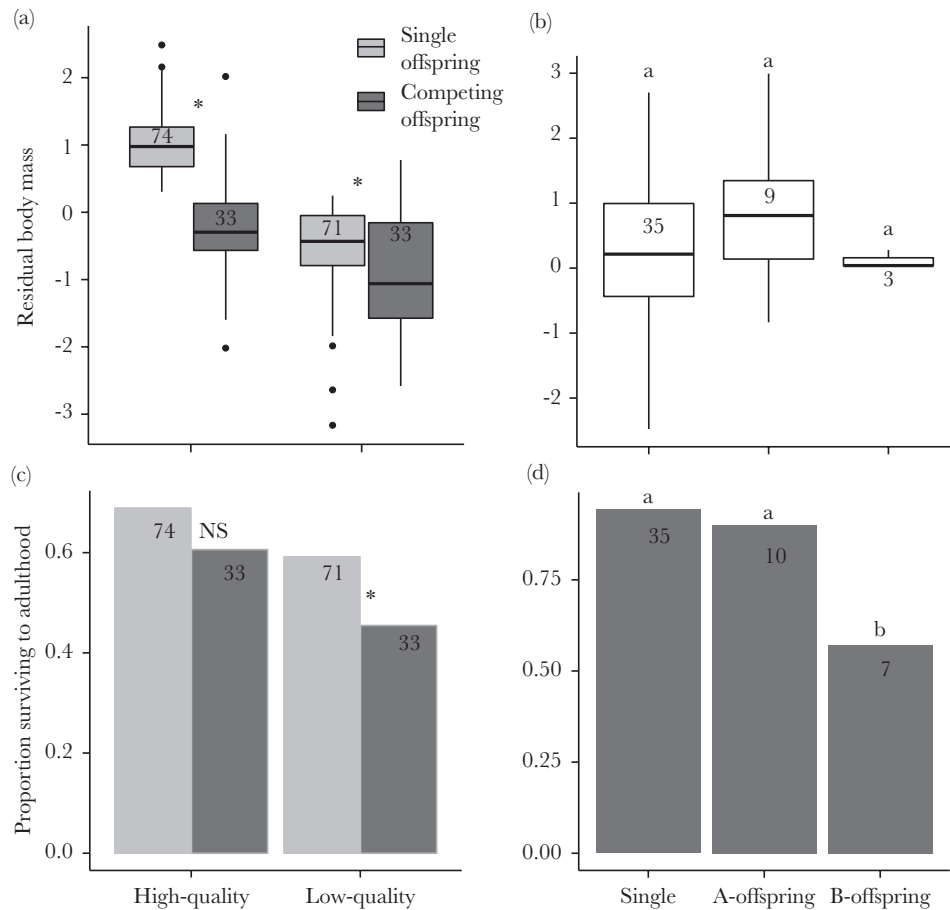 (a)
Single
offspring
Competing
offspring
Residual body mass
2
1
0
-1
-2
-3
74
*
33
71
*
33
(b)
3
2
1
0
-1
-2
a
35
a
9
a
3
(c)
Proportion surviving to adulthood
0.6
0.4
0.2
0.0
74
NS
33
71
*
33
High-quality
Low-quality
(d)
0.75
0.50
0.25
0.00
a
35
a
10
b
7
Single
A-offspring
B-offspring